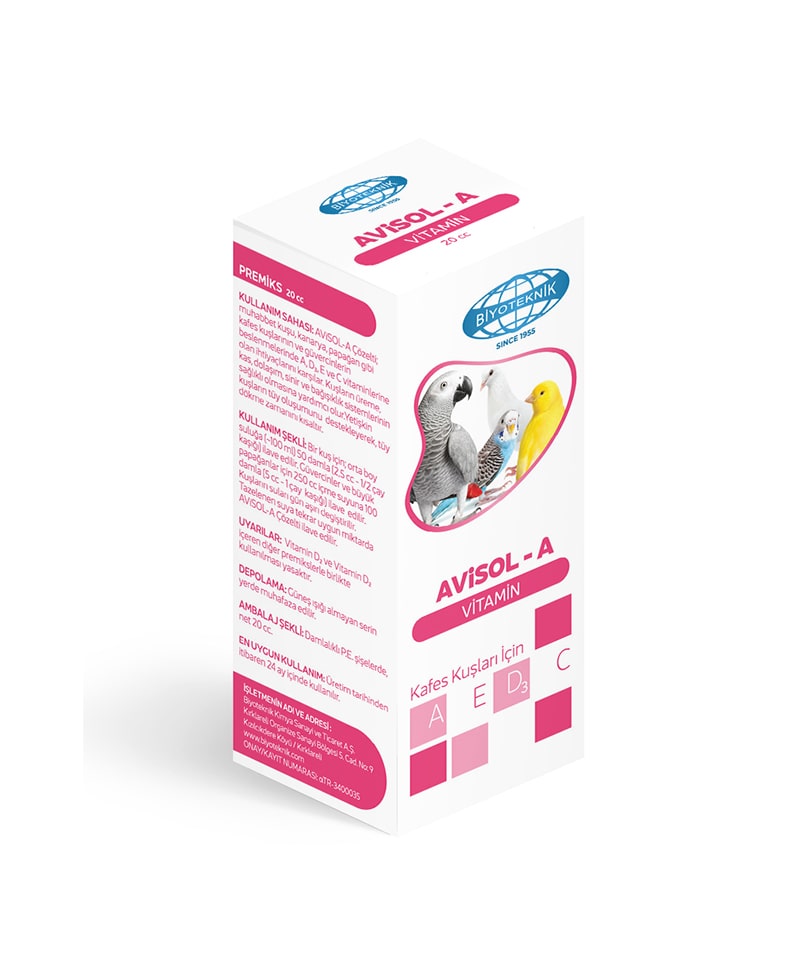 BİYOTEKNİK
SINCE 1955
AViSOL - A
VİTAMİN
20 cc
PREMİKS 20 cc
KULLANIM SAHASI: AVİSOL-A Çözelti;
muhabbet kuşu, kanarya, papağan gibi
kafes kuşlarının ve güvercinlerin
beslenmelerinde A, D₃, E ve C vitaminlerine
olan ihtiyaçlarını karşılar. Kuşların üreme,
kas, dolaşım, sinir ve bağışıklık sistemlerinin
sağlıklı olmasına yardımcı olur.Yetişkin
kuşların tüy oluşumunu destekleyerek, tüy
dökme zamanını kısaltır.
KULLANIM ŞEKLİ: Bir kuş için; orta boy
suluğa (~100 ml) 50 damla (2.5 cc - 1/2 çay
kaşığı) ilave edilir. Güvercinler ve büyük
papağanlar için 250 cc içme suyuna 100
damla (5 cc - 1 çay kaşığı) ilave edilir.
Kuşların suları gün aşırı değiştirilir.
Tazelenen suya tekrar uygun miktarda
AVİSOL-A Çözelti ilave edilir.
UYARILAR: Vitamin D₂ ve Vitamin D₃
içeren diğer premikslerle birlikte
kullanılması yasaktır.
DEPOLAMA: Güneş ışığı almayan serin
yerde muhafaza edilir.
AMBALAJ ŞEKLİ: Damlalıklı P.E. şişelerde,
net 20 cc.
EN UYGUN KULLANIM: Üretim tarihinden
itibaren 24 ay içinde kullanılır.
İŞLETMENİN ADI VE ADRESİ :
Biyoteknik Kimya Sanayi ve Ticaret A.Ş.
Kırklareli Organize Sanayi Bölgesi 5. Cad. No: 9
Kızılcıkdere Köyü / Kırklareli
www.biyoteknik.com
ONAY/KAYIT NUMARASI: αTR-3400035
BİYOTEKNİK
SINCE 1955
AViSOL - A
VİTAMİN
Kafes Kuşları İçin
A E D₃ C